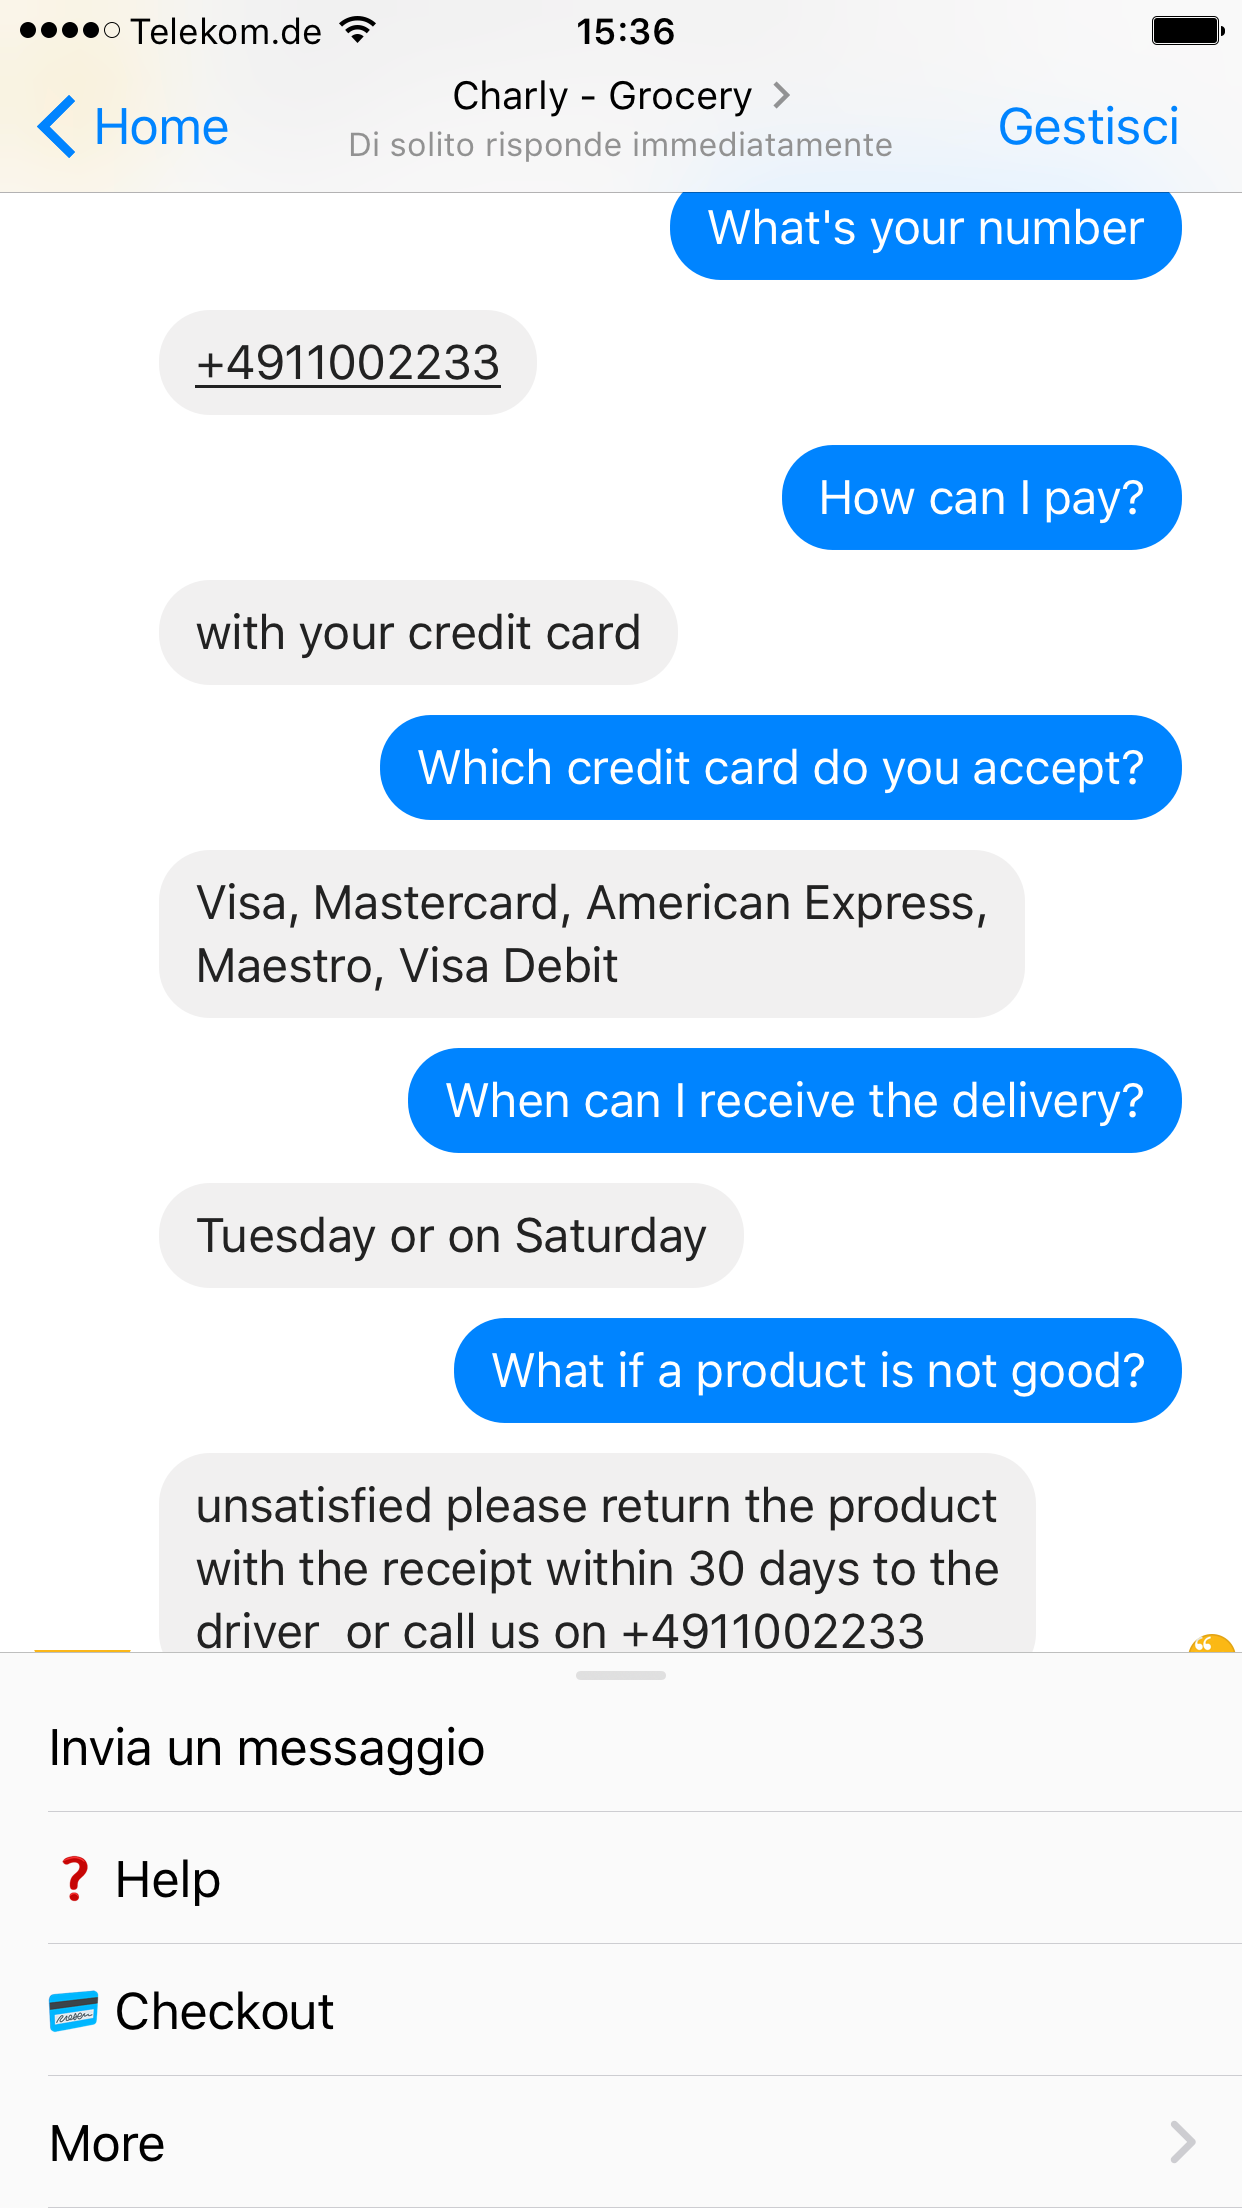 Telekom.de 15:36
Home
Charly - Grocery
Di solito risponde immediatamente
Gestisci
What's your number
+4911002233
How can I pay?
with your credit card
Which credit card do you accept?
Visa, Mastercard, American Express,
Maestro, Visa Debit
When can I receive the delivery?
Tuesday or on Saturday
What if a product is not good?
unsatisfied please return the product
with the receipt within 30 days to the
driver  or call us on +4911002233
Invia un messaggio
❓ Help
💳 Checkout
More